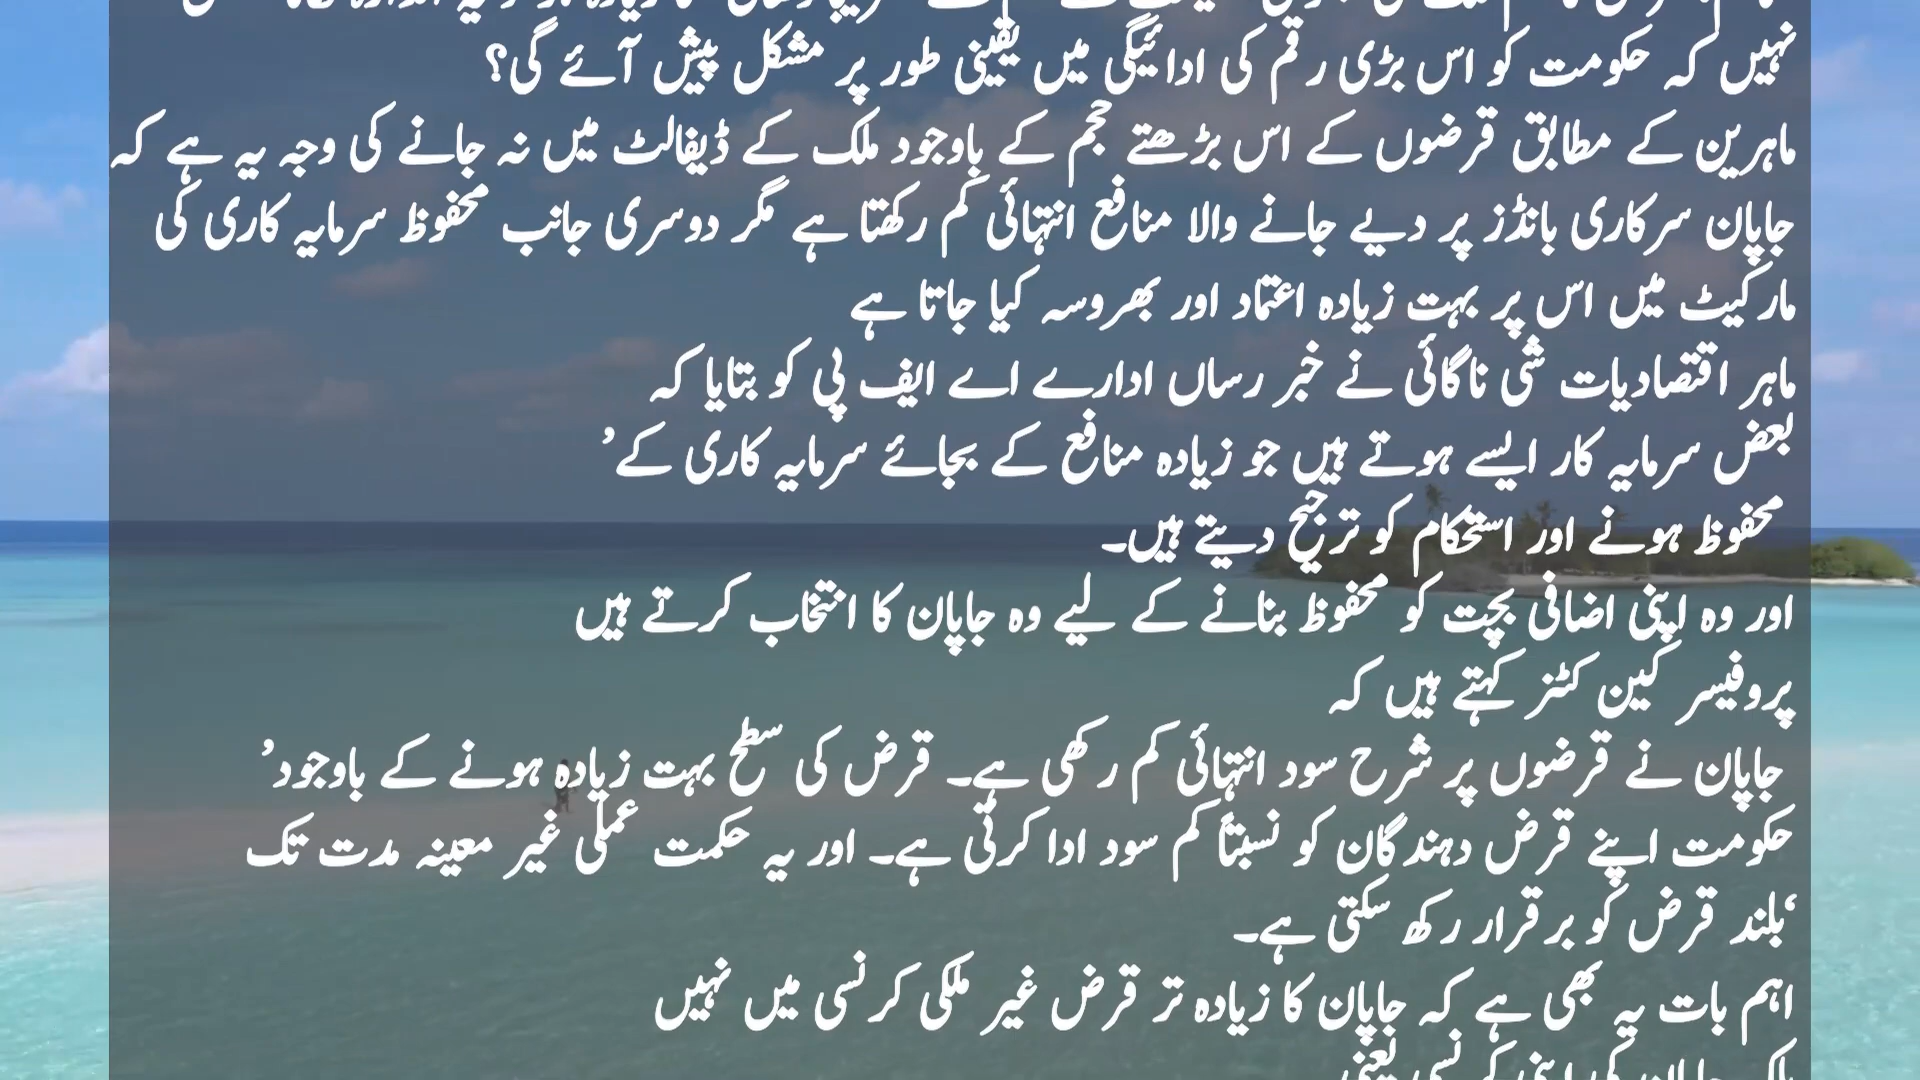 نہیں کہ حکومت کو اس بڑی رقم کی ادائیگی میں یقینی طور پر مشکل پیش آئے گی؟
ماہرین کے مطابق قرضوں کے اس بڑھتے حجم کے باوجود ملک کے ڈیفالٹ میں نہ جانے کی وجہ یہ ہے کہ
جاپان سرکاری بانڈز پر دیے جانے والا منافع انتہائی کم رکھتا ہے مگر دوسری جانب محفوظ سرمایہ کاری کی
مارکیٹ میں اس پر بہت زیادہ اعتماد اور بھروسہ کیا جاتا ہے
ماہر اقتصادیات شی ناگائی نے خبر رساں ادارے اے ایف پی کو بتایا کہ
بعض سرمایہ کار ایسے ہوتے ہیں جو زیادہ منافع کے بجائے سرمایہ کاری کے’
محفوظ ہونے اور استحکام کو ترجیح دیتے ہیں۔
اور وہ اپنی اضافی بچت کو محفوظ بنانے کے لیے وہ جاپان کا انتخاب کرتے ہیں
پروفیسر کین کٹنر کہتے ہیں کہ
جاپان نے قرضوں پر شرح سود انتہائی کم رکھی ہے۔ قرض کی سطح بہت زیادہ ہونے کے باوجود’
حکومت اپنے قرض دہندگان کو نسبتاً کم سود ادا کرتی ہے۔ اور یہ حکمت عملی غیر معینہ مدت تک
‘بلند قرض کو برقرار رکھ سکتی ہے۔
اہم بات یہ بھی ہے کہ جاپان کا زیادہ تر قرض غیر ملکی کرنسی میں نہیں
بلکہ جاپان کی اپنی کرنسی یعنی